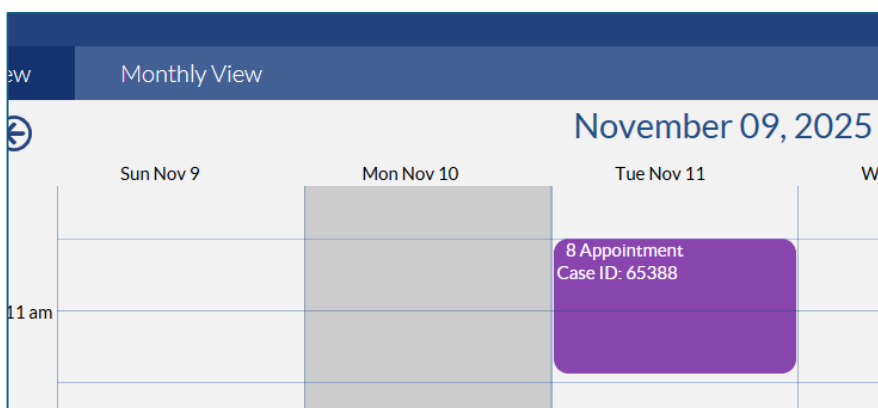 Monthly View
November 09, 2025
Sun Nov 9
Mon Nov 10
Tue Nov 11
8 Appointment
Case ID: 65388
11 am